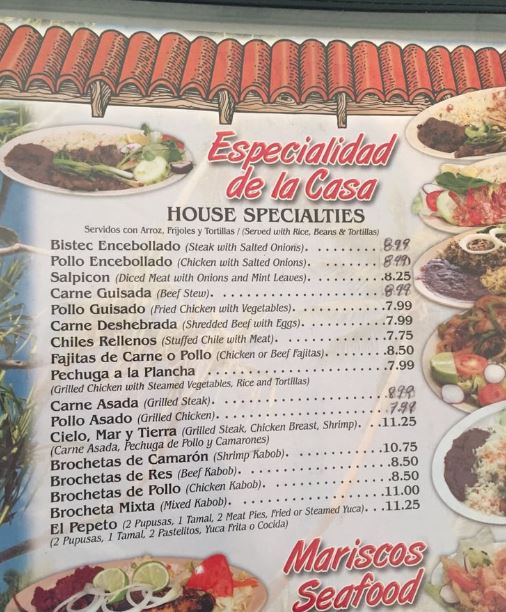 Especialidad
de la Casa
HOUSE SPECIALTIES
Servidos con Arroz, Frijoles y Tortillas / (Served with Rice, Beans & Tortillas)
Bistec Encebollado (Steak with Salted Onions). . . . . . . . . 8.99
Pollo Encebollado (Chicken with Salted Onions). . . . . . . . 8.99
Salpicon (Diced Meat with Onions and Mint Leaves). . . . . . . .8.25
Carne Guisada (Beef Stew). . . . . . . . . . . . . . . . . . . 8.99
Pollo Guisado (Fried Chicken with Vegetables). . . . . . . . . .7.99
Carne Deshebrada (Shredded Beef with Eggs). . . . . . . . . . .7.99
Chiles Rellenos (Stuffed Chile with Meat). . . . . . . . . . . .7.75
Fajitas de Carne o Pollo (Chicken or Beef Fajitas). . . . . . . .8.50
Pechuga a la Plancha . . . . . . . . . . . . . . . . . . . . .7.99
(Grilled Chicken with Steamed Vegetables, Rice and Tortillas)
Carne Asada (Grilled Steak). . . . . . . . . . . . . . . . . . 8.99
Pollo Asado (Grilled Chicken). . . . . . . . . . . . . . . . . 7.99
Cielo, Mar y Tierra (Grilled Steak, Chicken Breast, Shrimp). . .11.25
(Carne Asada, Pechuga de Pollo y Camarones)
Brochetas de Camarón (Shrimp Kabob). . . . . . . . . . . . . .10.75
Brochetas de Res (Beef Kabob). . . . . . . . . . . . . . . . . .8.50
Brochetas de Pollo (Chicken Kabob). . . . . . . . . . . . . . .8.50
Brocheta Mixta (Mixed Kabob). . . . . . . . . . . . . . . . . .11.00
El Pepeto (2 Pupusas, 1 Tamal, 2 Meat Pies, Fried or Steamed Yuca). . .11.25
(2 Pupusas, 1 Tamal, 2 Pastelitos, Yuca Frita o Cocida)
Mariscos
Seafood